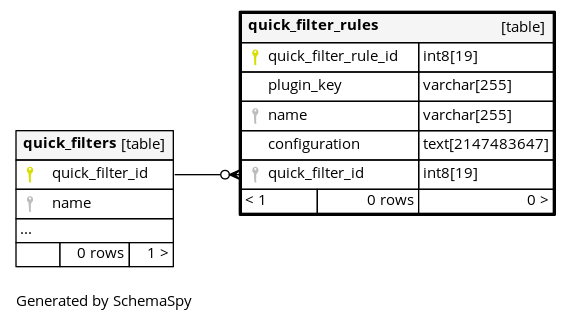 quick_filter_rules [table]
quick_filter_rule_id int8[19]
plugin_key varchar[255]
name varchar[255]
configuration text[2147483647]
quick_filter_id int8[19]
< 1 0 rows 0 >
quick_filters [table]
quick_filter_id
name
...
0 rows 1 >
Generated by SchemaSpy